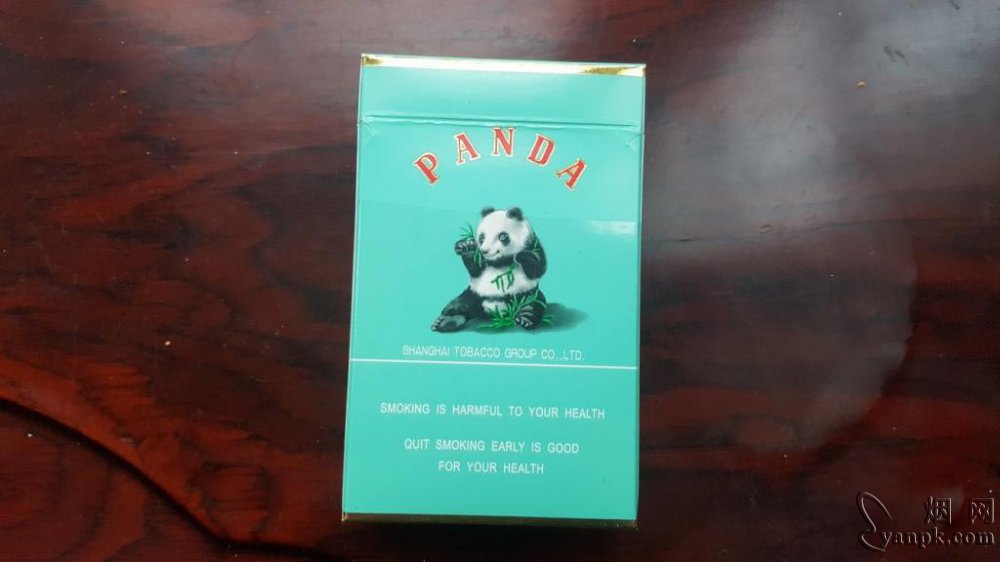 PANDA
SHANGHAI TOBACCO GROUP CO.,LTD.
SMOKING IS HARMFUL TO YOUR HEALTH
QUIT SMOKING EARLY IS GOOD
FOR YOUR HEALTH
烟网
yanpk.com